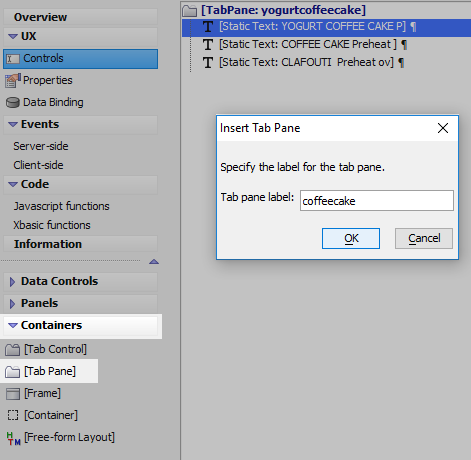 Overview
UX
Controls
Properties
Data Binding
Events
Server-side
Client-side
Code
Javascript functions
Xbasic functions
Information
Data Controls
Panels
Containers
[Tab Control]
[Tab Pane]
[Frame]
[Container]
HTM [Free-form Layout]
[TabPane: yogurtcoffeecake]
T [Static Text: YOGURT COFFEE CAKE P] ¶
T [Static Text: COFFEE CAKE Preheat ] ¶
T [Static Text: CLAFOUTI  Preheat ov] ¶
Insert Tab Pane
Specify the label for the tab pane.
Tab pane label: coffeecake
OK Cancel